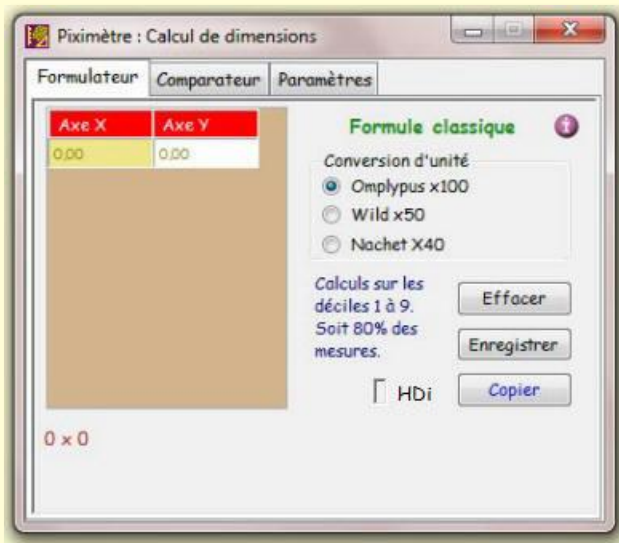 Piximètre : Calcul de dimensions
Formulateur Comparateur Paramètres
Axe X Axe Y
0,00 0,00
Formule classique
Conversion d'unité
Omplypus x100
Wild x50
Nachet X40
Calculs sur les
déciles 1 à 9.
Soit 80% des
mesures.
Effacer
Enregistrer
HDi
Copier
0 x 0